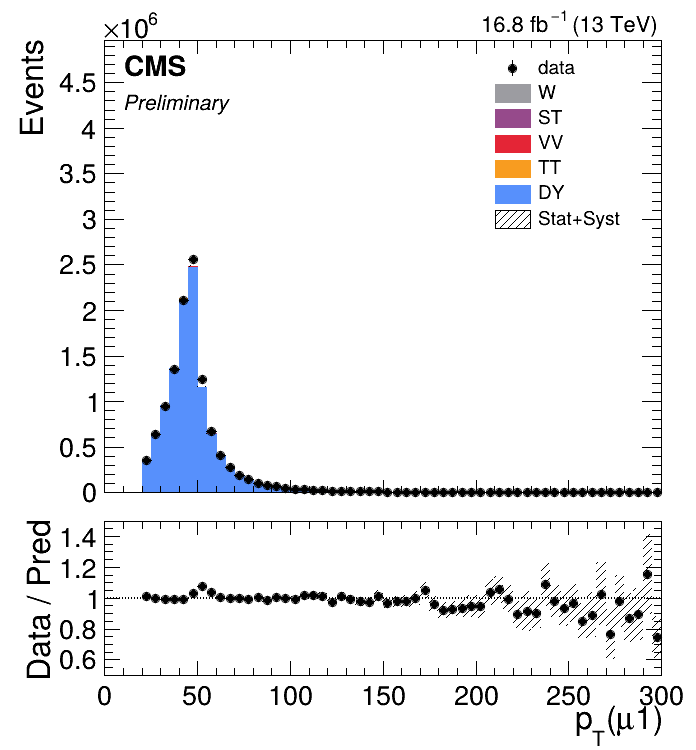 ×10⁶
16.8 fb⁻¹ (13 TeV)
CMS
Preliminary
Events
data
W
ST
VV
TT
DY
Stat+Syst
4.5
4
3.5
3
2.5
2
1.5
1
0.5
0
Data / Pred
1.4
1.2
1
0.8
0.6
0 50 100 150 200 250 300
p_T(μ1)